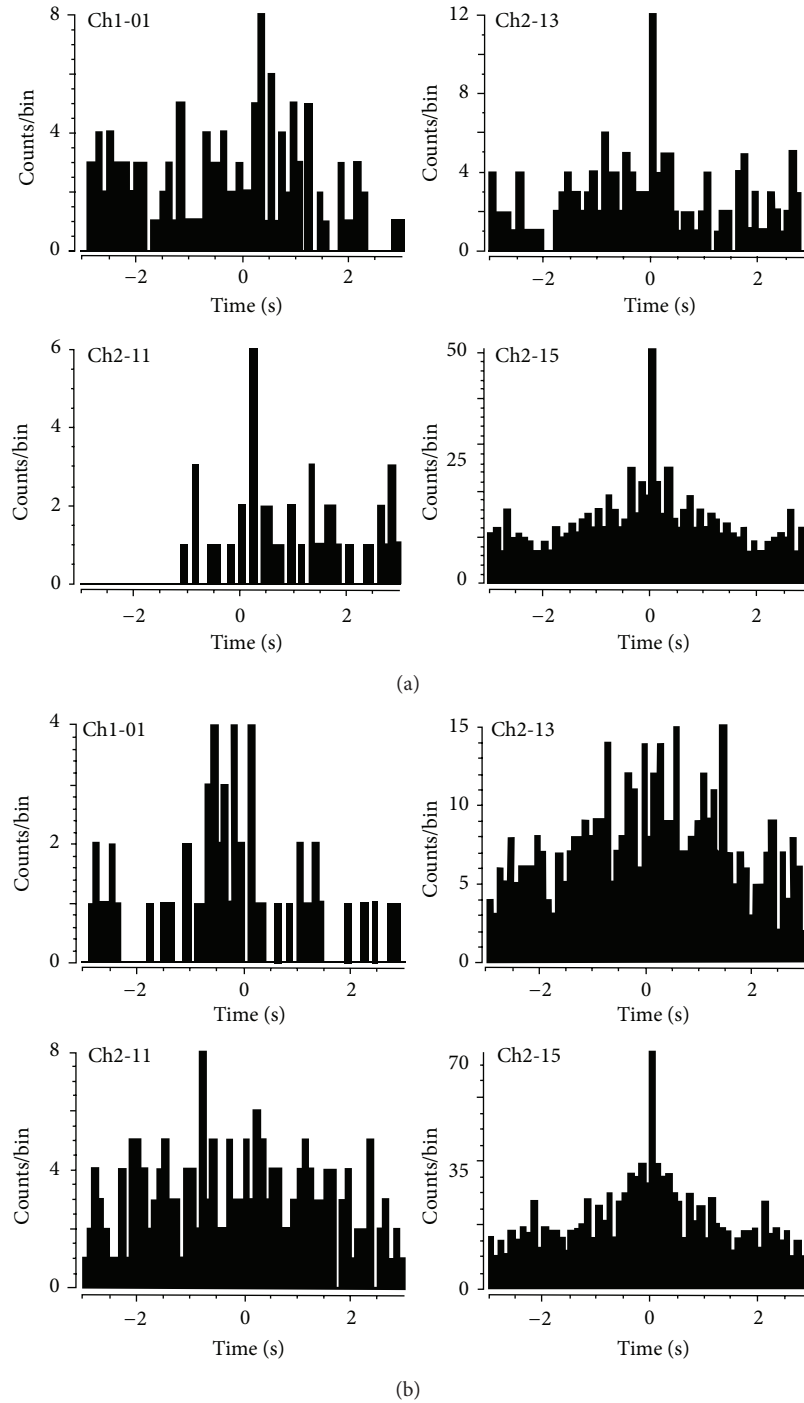 Ch1-01
8
4
0
Counts/bin
−2 0 2
Time (s)
Ch2-13
12
8
4
0
Counts/bin
−2 0 2
Time (s)
Ch2-11
6
4
2
0
Counts/bin
−2 0 2
Time (s)
Ch2-15
50
25
0
Counts/bin
−2 0 2
Time (s)
(a)
Ch1-01
4
2
0
Counts/bin
−2 0 2
Time (s)
Ch2-13
15
10
5
0
Counts/bin
−2 0 2
Time (s)
Ch2-11
8
4
0
Counts/bin
−2 0 2
Time (s)
Ch2-15
70
35
0
Counts/bin
−2 0 2
Time (s)
(b)